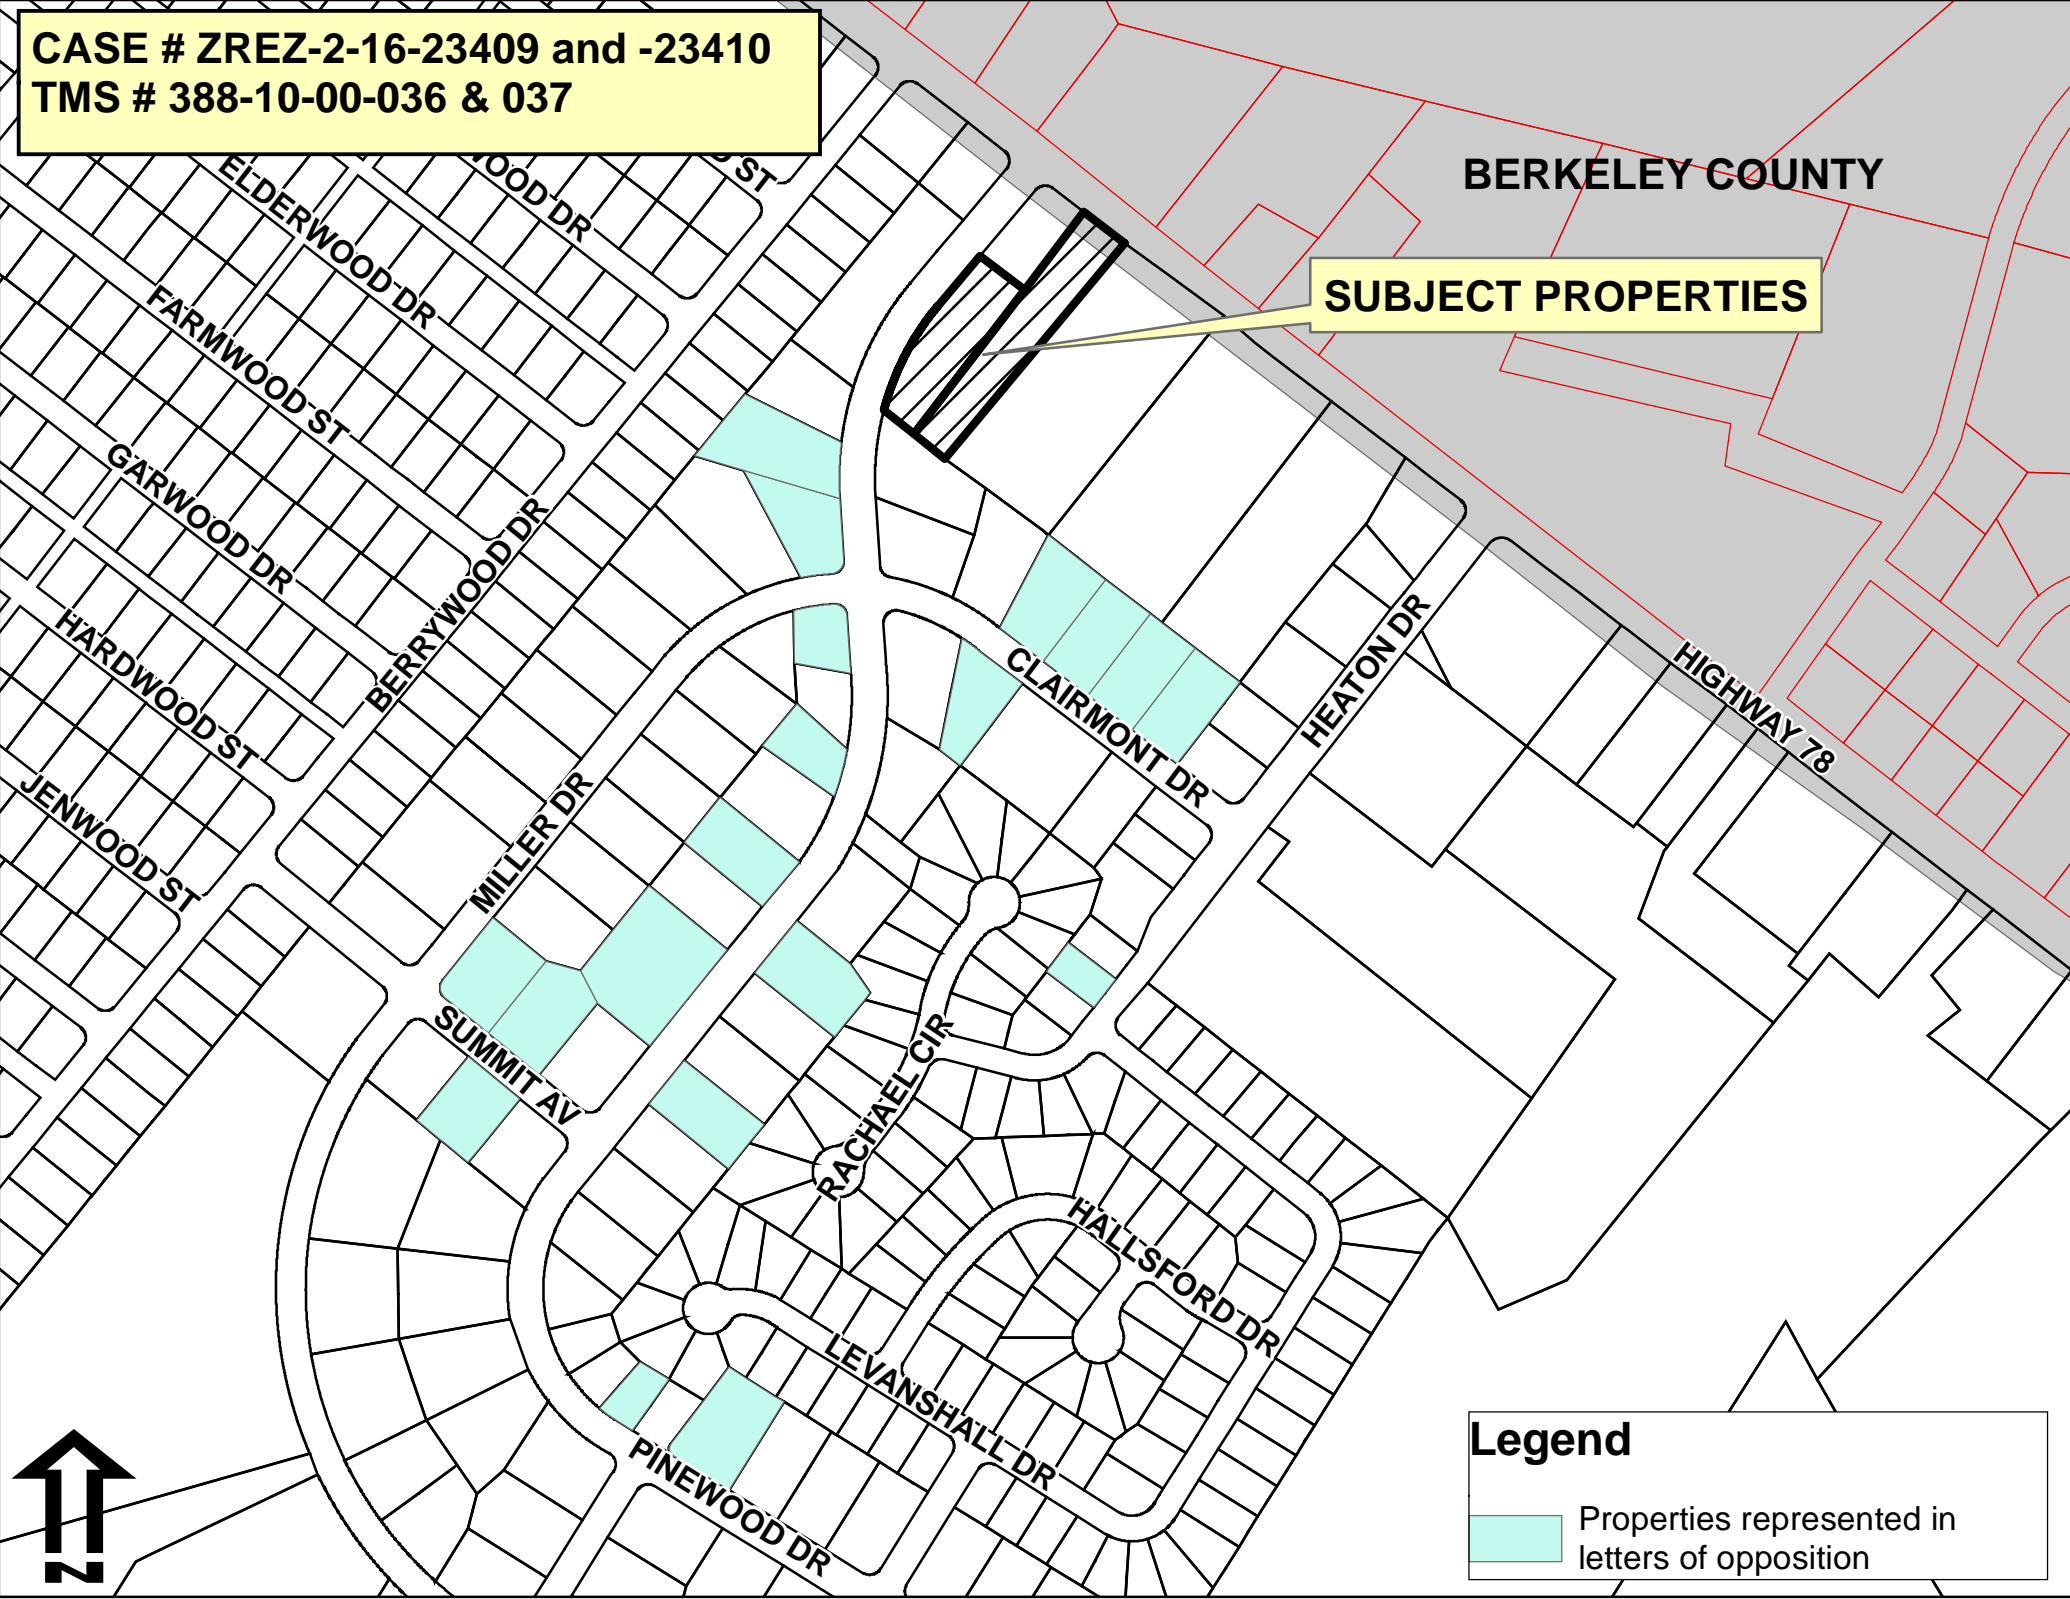 CASE # ZREZ-2-16-23409 and -23410
TMS # 388-10-00-036 & 037
ST
WOOD DR
ELDERWOOD DR
BERKELEY COUNTY
SUBJECT PROPERTIES
FARMWOOD ST
GARWOOD DR
BERRYWOOD DR
HARDWOOD ST
JENWOOD ST
MILLER DR
CLAIRMONT DR
HEATON DR
HIGHWAY 78
SUMMIT AV
RACHAEL CIR
HALLSFORD DR
LEVANSHALL DR
PINEWOOD DR
N
Legend
Properties represented in
letters of opposition